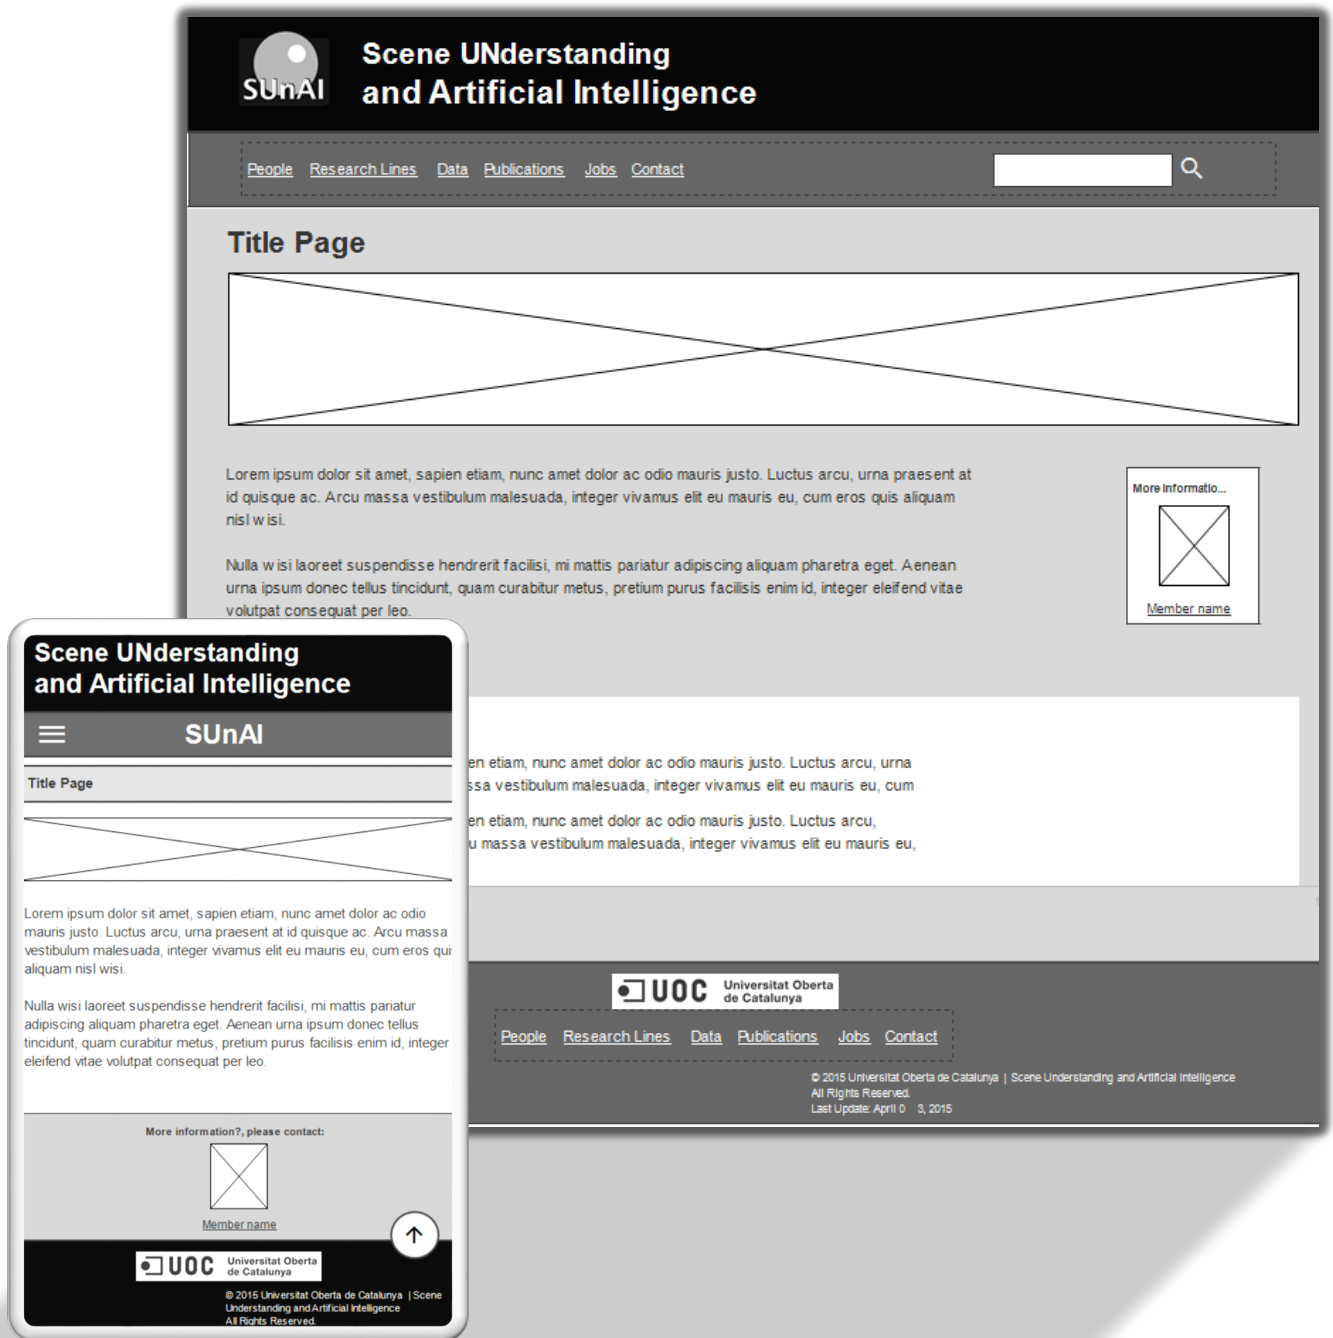 SUnAI
Scene UNderstanding
and Artificial Intelligence
People Research Lines Data Publications Jobs Contact
Title Page
Lorem ipsum dolor sit amet, sapien etiam, nunc amet dolor ac odio mauris justo. Luctus arcu, urna praesent at
id quisque ac. Arcu massa vestibulum malesuada, integer vivamus elit eu mauris eu, cum eros quis aliquam
nisl wisi.
Nulla wisi laoreet suspendisse hendrerit facilisi, mi mattis pariatur adipiscing aliquam pharetra eget. Aenean
urna ipsum donec tellus tincidunt, quam curabitur metus, pretium purus facilisis enim id, integer eleifend vitae
volutpat consequat per leo.
More Informatio...
Member name
en etiam, nunc amet dolor ac odio mauris justo. Luctus arcu, urna
ssa vestibulum malesuada, integer vivamus elit eu mauris eu, cum
en etiam, nunc amet dolor ac odio mauris justo. Luctus arcu,
u massa vestibulum malesuada, integer vivamus elit eu mauris eu,
UOC Universitat Oberta
de Catalunya
People Research Lines Data Publications Jobs Contact
© 2015 Universitat Oberta de Catalunya | Scene Understanding and Artificial Intelligence
All Rights Reserved.
Last Update: April 0 3, 2015
Scene UNderstanding
and Artificial Intelligence
SUnAI
Title Page
Lorem ipsum dolor sit amet, sapien etiam, nunc amet dolor ac odio
mauris justo. Luctus arcu, urna praesent at id quisque ac. Arcu massa
vestibulum malesuada, integer vivamus elit eu mauris eu, cum eros qui
aliquam nisl wisi.
Nulla wisi laoreet suspendisse hendrerit facilisi, mi mattis pariatur
adipiscing aliquam pharetra eget. Aenean urna ipsum donec tellus
tincidunt, quam curabitur metus, pretium purus facilisis enim id, integer
eleifend vitae volutpat consequat per leo.
More information?, please contact:
Member name
UOC Universitat Oberta
de Catalunya
© 2015 Universitat Oberta de Catalunya | Scene
Understanding and Artificial Intelligence
All Rights Reserved.